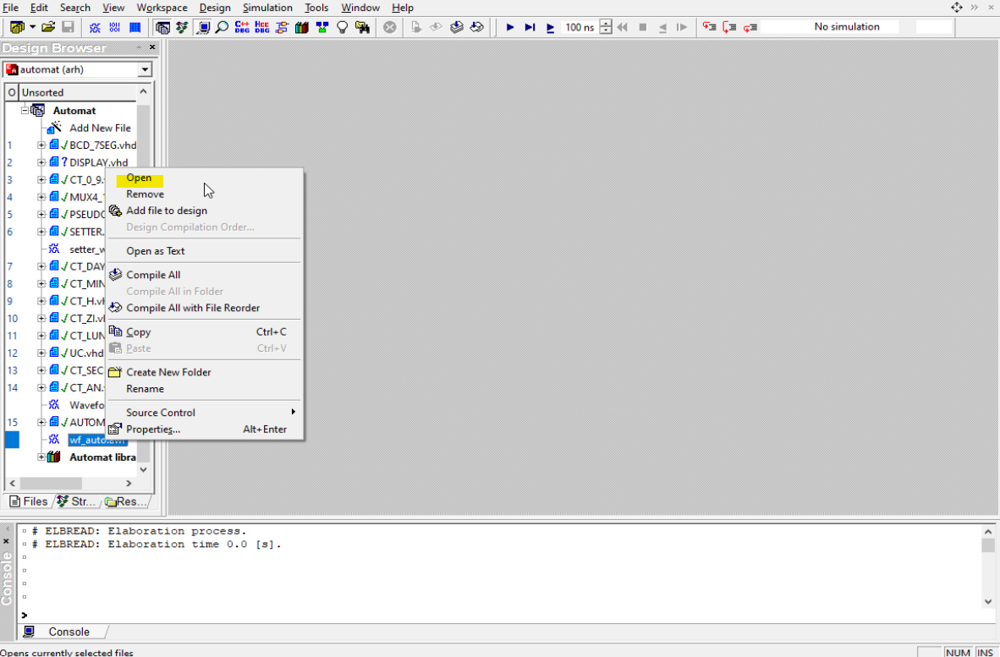 File Edit Search View Workspace Design Simulation Tools Window Help
100 ns No simulation
Design Browser
automat (arh)
O Unsorted
Automat
Add New File
1 BCD_7SEG.vhd
2 ? DISPLAY.vhd
3 CT_0_9.
4 MUX4_
5 PSEUDO
6 SETTER.
setter_w
7 CT_DAY
8 CT_MIN
9 CT_H.vh
10 CT_ZI.vh
11 CT_LUN
12 UC.vhd
13 CT_SEC
14 CT_AN.
Wavefo
15 AUTOM
wf_auto.awf
Automat libra
Open
Remove
Add file to design
Design Compilation Order...
Open as Text
Compile All
Compile All in Folder
Compile All with File Reorder
Copy Ctrl+C
Paste Ctrl+V
Create New Folder
Rename
Source Control
Properties... Alt+Enter
Files Str... Res...
# ELBREAD: Elaboration process.
# ELBREAD: Elaboration time 0.0 [s].
>
Console
Console
Opens currently selected files NUM INS